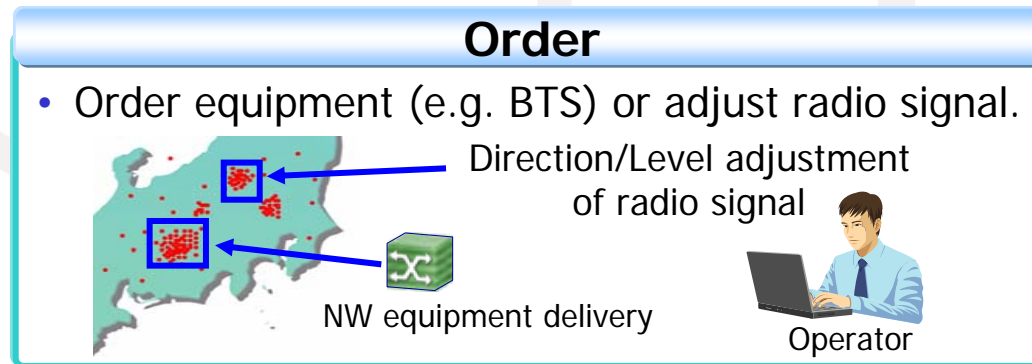 Order
• Order equipment (e.g. BTS) or adjust radio signal.
Direction/Level adjustment
of radio signal
NW equipment delivery
Operator